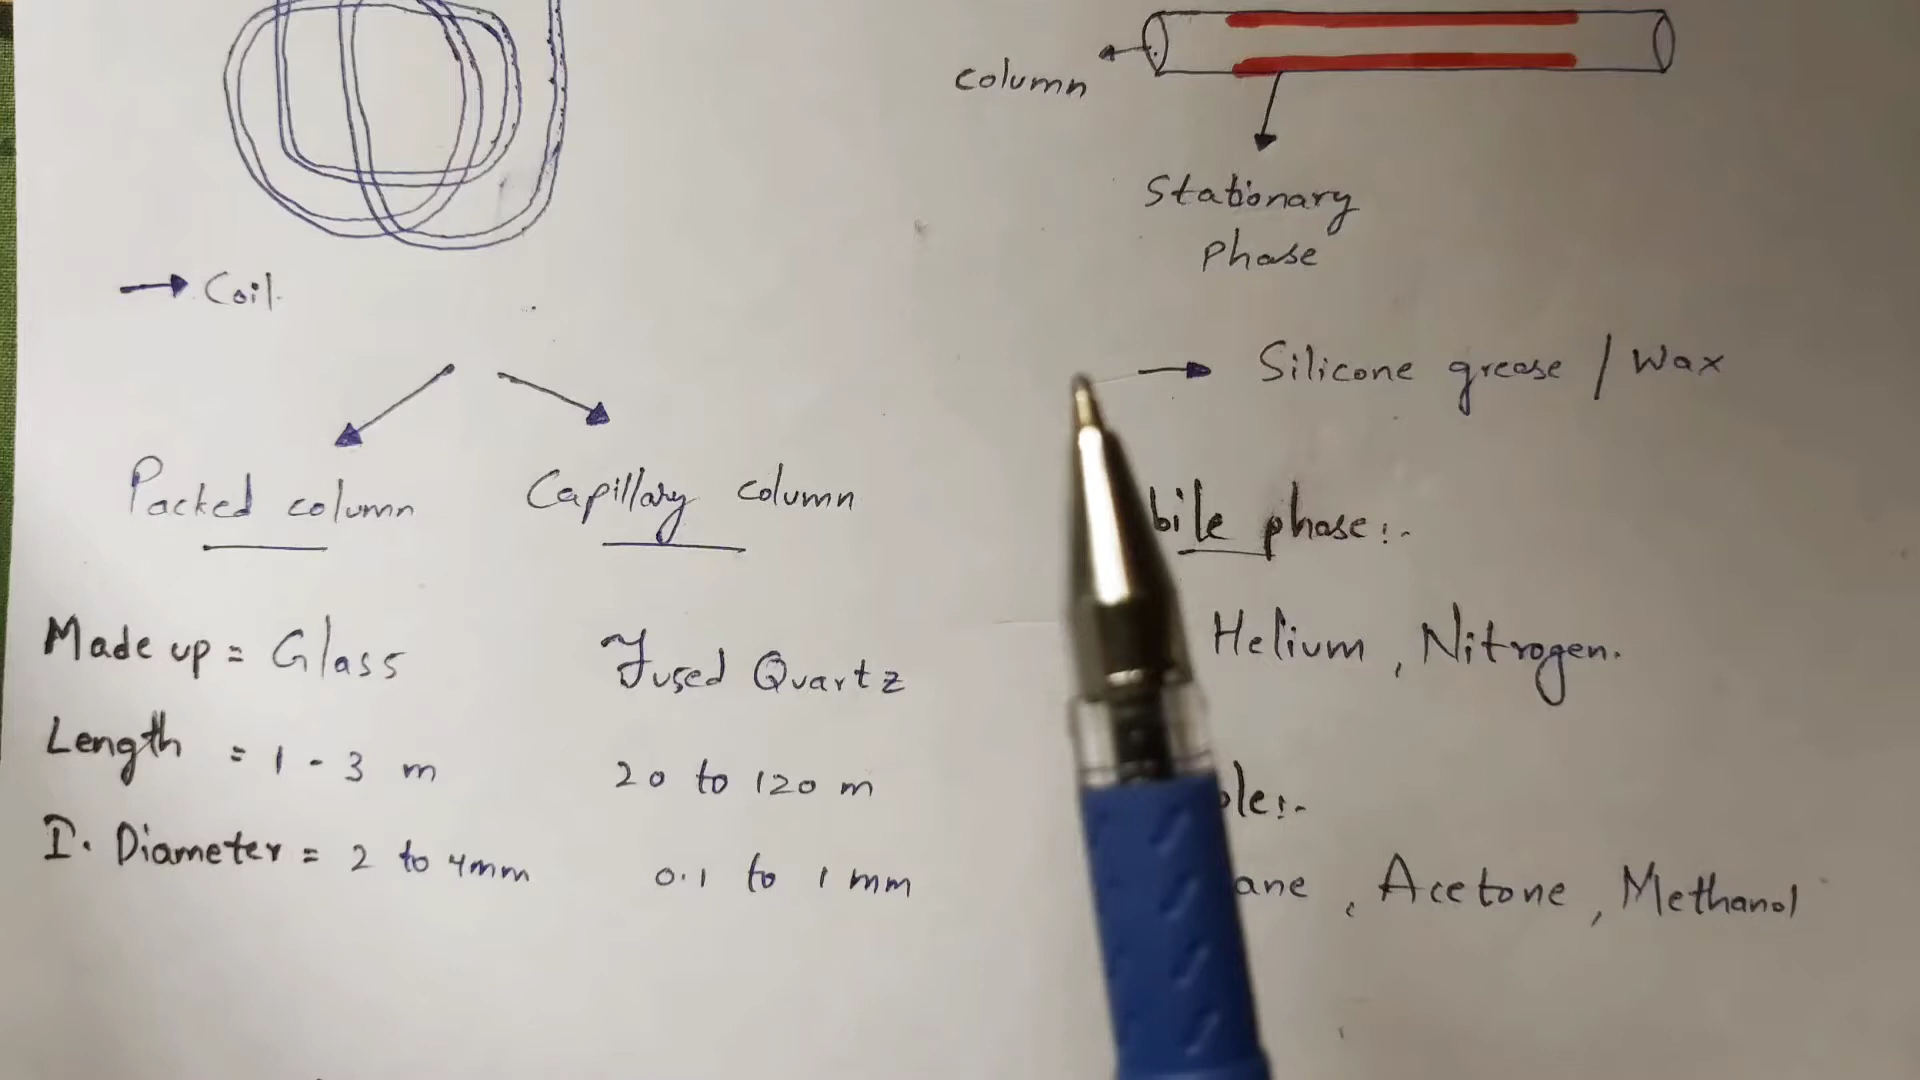 → Coil.
Packed column
Capillary column
Made up = Glass
Fused Quartz
Length = 1 - 3 m
20 to 120 m
I. Diameter = 2 to 4mm
0.1 to 1 mm
column
Stationary
phase
→ Silicone grease / Wax
bile phase:-
Helium, Nitrogen.
ple:-
ane, Acetone, Methanol